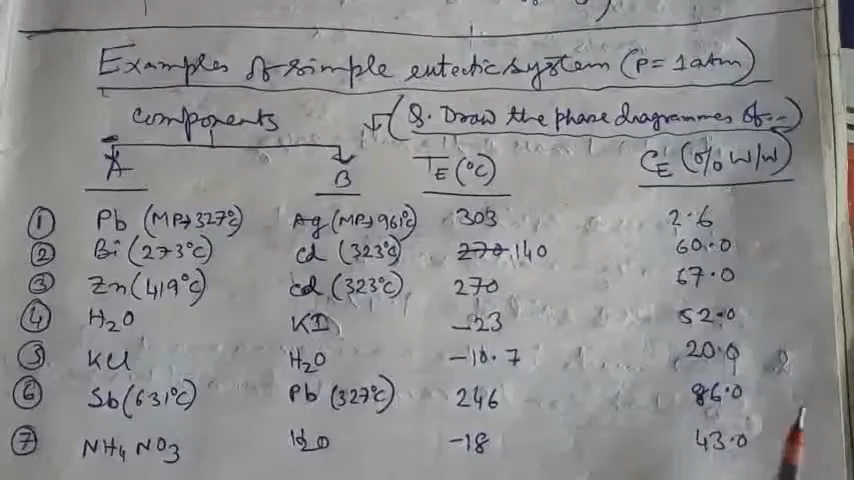 Examples of simple eutectic system (P = 1 atm)
Components (Q. Draw the phase diagrammes of --)
A B TE (°C) CE (% W/W)
① Pb (MP→327°C) Ag (MP→961°C) 303 2.6
② Bi (273°C) Cd (323°C) 270 140 60.0
③ Zn (419°C) Cd (323°C) 270 67.0
④ H2O KI -23 52.0
⑤ KCl H2O -10.7 20.0
⑥ Sb (631°C) Pb (327°C) 246 86.0
⑦ NH4 NO3 H2O -18 43.0